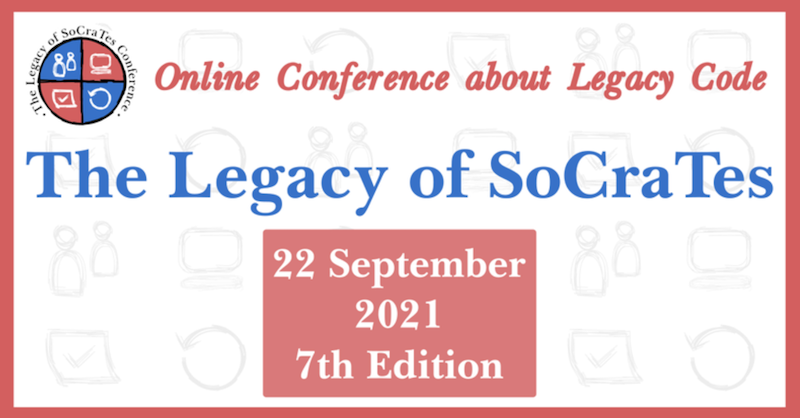 · The Legacy of SoCraTes Conference ·
Online Conference about Legacy Code
The Legacy of SoCraTes
22 September
2021
7th Edition